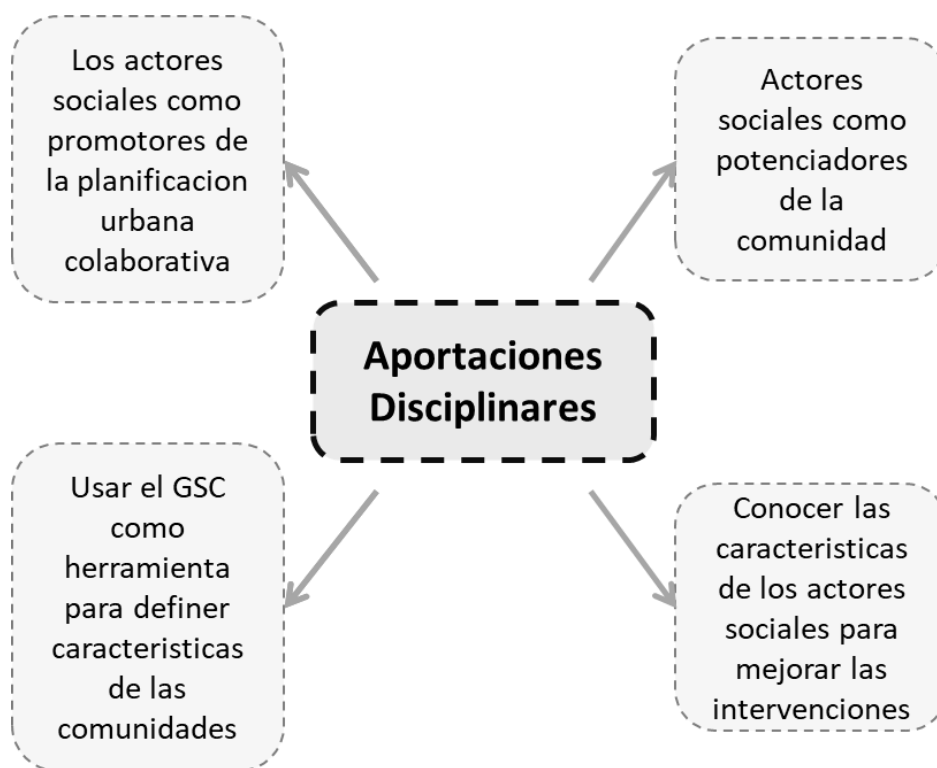 Los actores
sociales como
promotores de
la planificacion
urbana
colaborativa
Actores
sociales como
potenciadores
de la
comunidad
Aportaciones
Disciplinares
Usar el GSC
como
herramienta
para definer
caracteristicas
de las
comunidades
Conocer las
caracteristicas
de los actores
sociales para
mejorar las
intervenciones